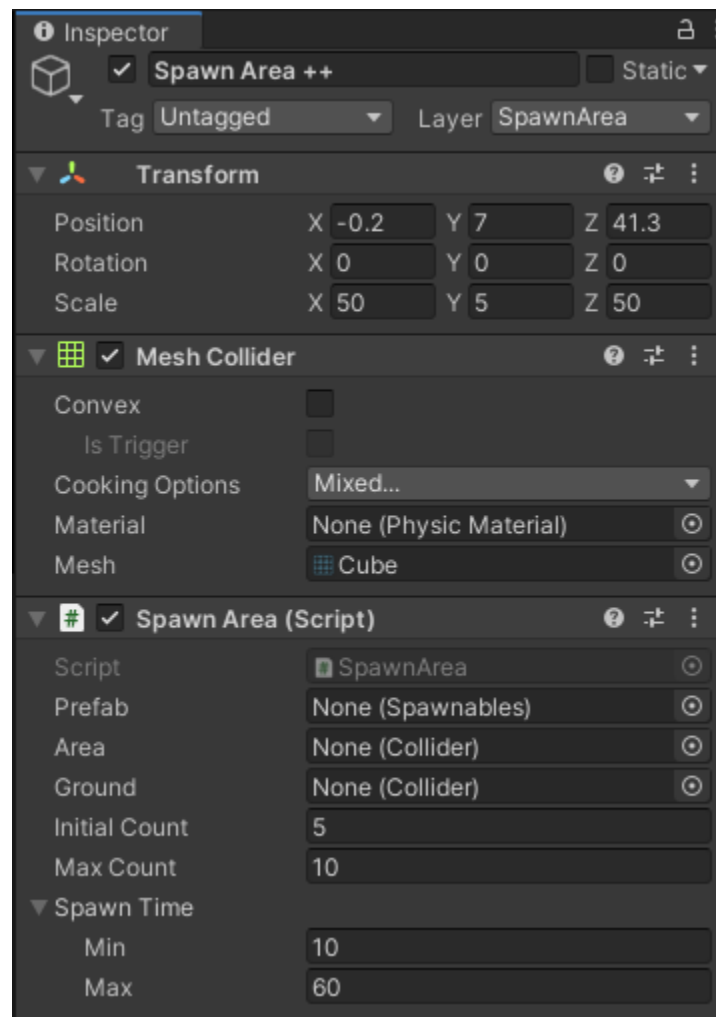 Inspector
Spawn Area ++ Static
Tag Untagged Layer SpawnArea
Transform
Position X -0.2 Y 7 Z 41.3
Rotation X 0 Y 0 Z 0
Scale X 50 Y 5 Z 50
Mesh Collider
Convex
Is Trigger
Cooking Options Mixed...
Material None (Physic Material)
Mesh Cube
# Spawn Area (Script)
Script # SpawnArea
Prefab None (Spawnables)
Area None (Collider)
Ground None (Collider)
Initial Count 5
Max Count 10
Spawn Time
Min 10
Max 60